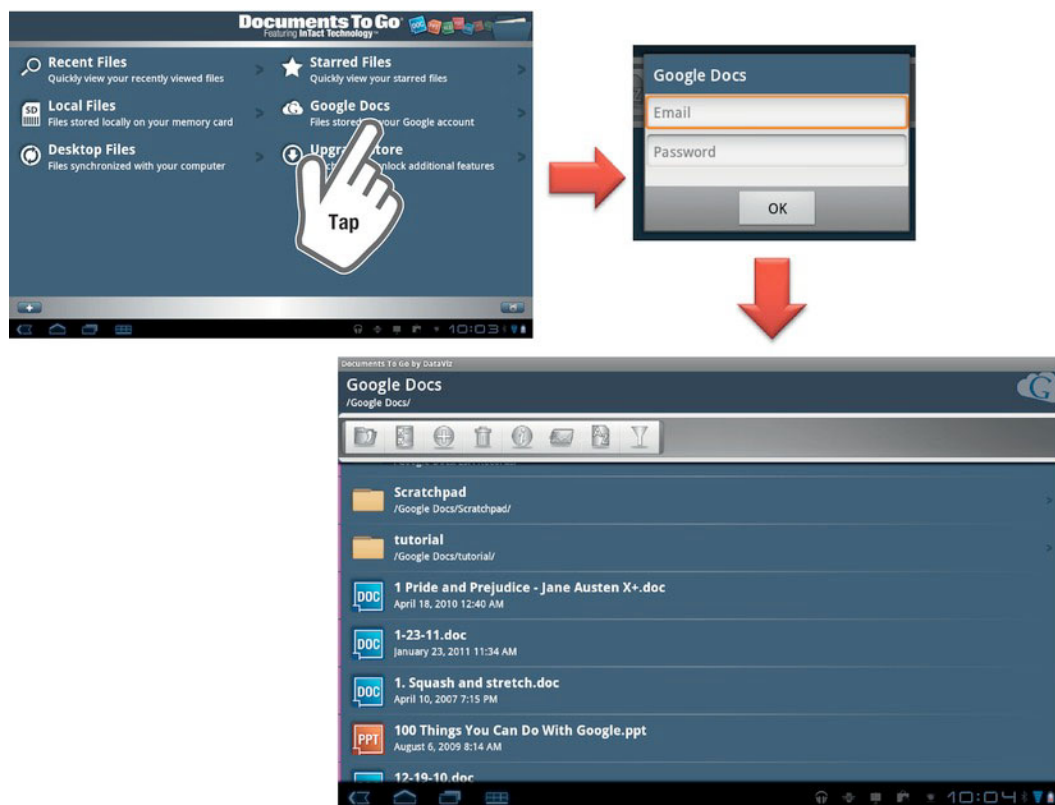 Documents To Go
Featuring InTact Technology™
Recent Files
Quickly view your recently viewed files
Starred Files
Quickly view your starred files
SD
Local Files
Files stored locally on your memory card
Google Docs
Files stored your Google account
Desktop Files
Files synchronized with your computer
additional features
Tap
10:03
Google Docs
Email
Password
OK
Documents To Go by DataViz
Google Docs
/Google Docs/
G
Scratchpad
/Google Docs/Scratchpad/
tutorial
/Google Docs/tutorial/
DOC
1 Pride and Prejudice - Jane Austen X+.doc
April 18, 2010 12:40 AM
DOC
1-23-11.doc
January 23, 2011 11:34 AM
DOC
1. Squash and stretch.doc
April 10, 2007 7:15 PM
PPT
100 Things You Can Do With Google.ppt
August 6, 2009 8:14 AM
12-19-10.doc
10:04